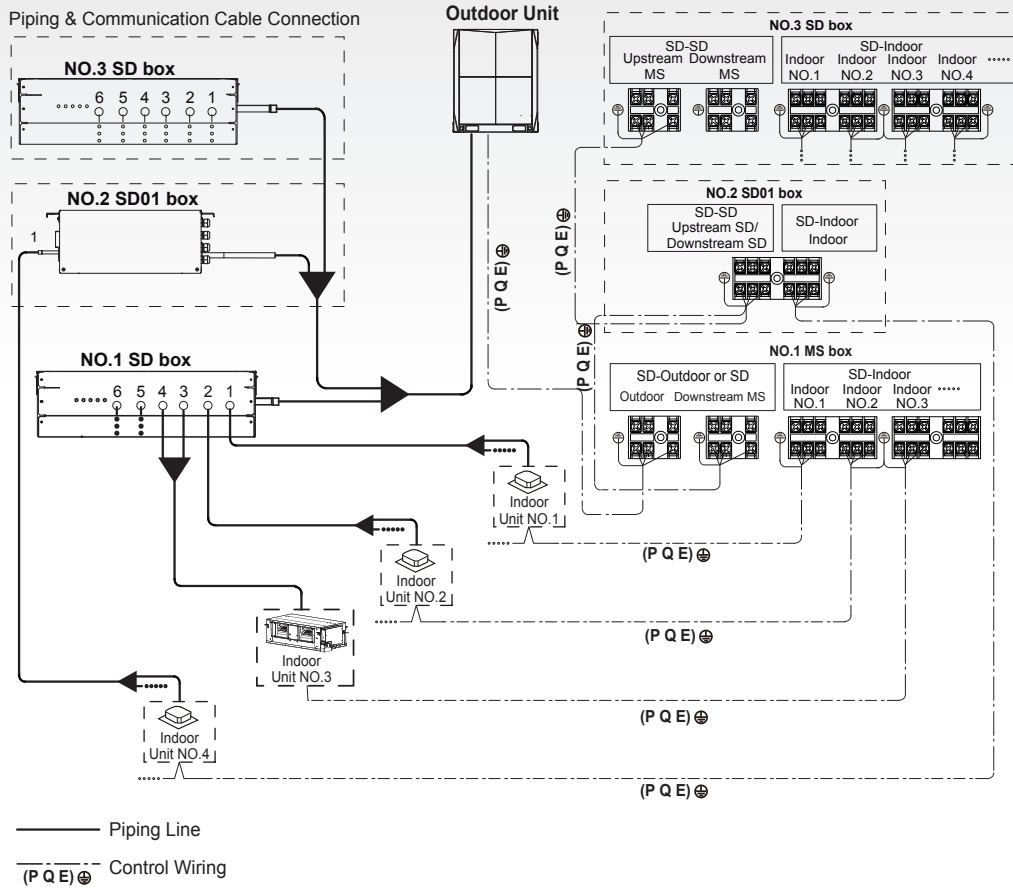 Piping & Communication Cable Connection
Outdoor Unit
NO.3 SD box
6 5 4 3 2 1
NO.2 SD01 box
1
NO.1 SD box
6 5 4 3 2 1
NO.3 SD box
SD-SD
Upstream Downstream
MS MS
SD-Indoor
Indoor Indoor Indoor Indoor
NO.1 NO.2 NO.3 NO.4
NO.2 SD01 box
SD-SD
Upstream SD/
Downstream SD
SD-Indoor
Indoor
NO.1 MS box
SD-Outdoor or SD
Outdoor Downstream MS
SD-Indoor
Indoor Indoor Indoor
NO.1 NO.2 NO.3
(P Q E)
(P Q E)
(P Q E)
Indoor
Unit NO.1
(P Q E)
Indoor
Unit NO.2
(P Q E)
Indoor
Unit NO.3
(P Q E)
Indoor
Unit NO.4
(P Q E)
Piping Line
(P Q E) Control Wiring